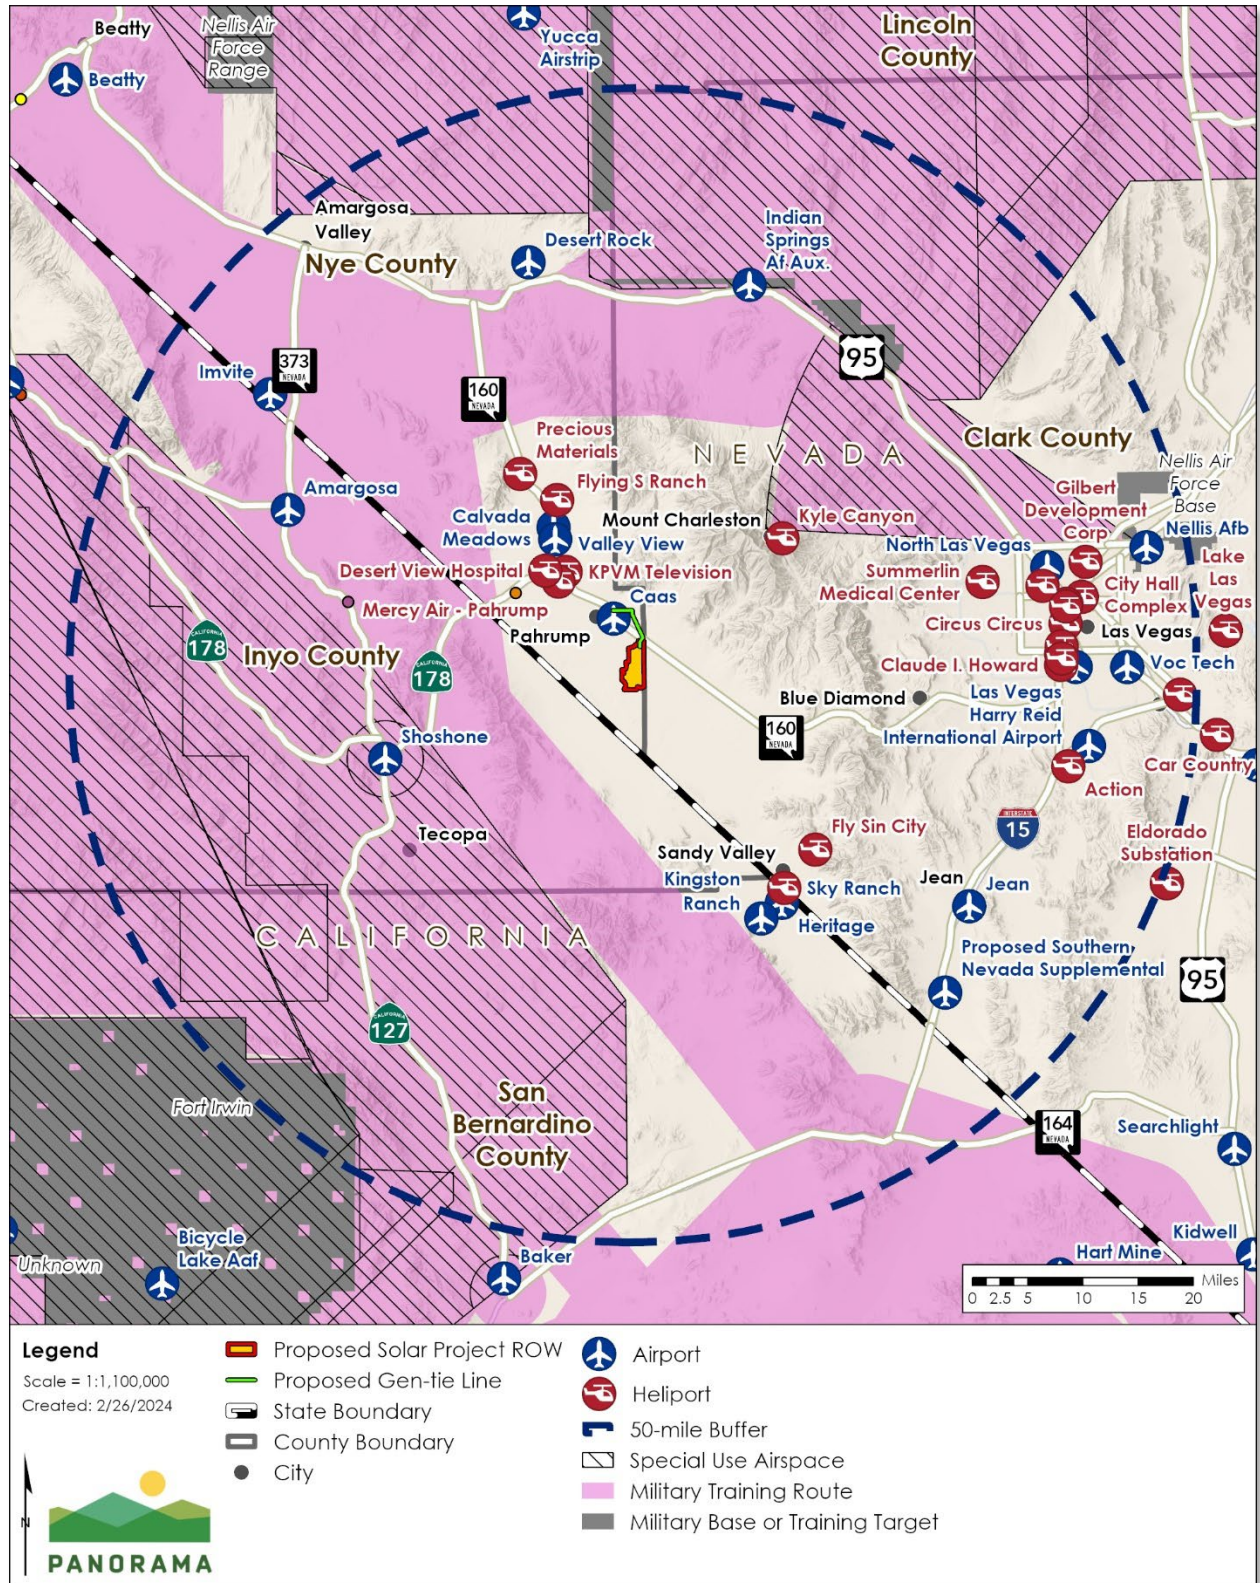 Beatty
Beatty
Nellis Air
Force
Range
Yucca
Airstrip
Lincoln
County
Amargosa
Valley
Nye County
Desert Rock
Indian
Springs
Af Aux.
373
NEVADA
Imvite
160
NEVADA
95
Precious
Materials
NEVADA
Clark County
Nellis Air
Force
Base
Amargosa
Flying S Ranch
Calvada
Meadows
Mount Charleston
Valley View
Kyle Canyon
Gilbert
Development
Corp
North Las Vegas
Nellis Afb
Desert View Hospital
KPVM Television
Summerlin
Medical Center
City Hall
Complex
Lake
Las
Vegas
Mercy Air - Pahrump
Caas
Pahrump
Circus Circus
Las Vegas
CALIFORNIA
178
Inyo County
CALIFORNIA
178
Claude I. Howard
Voc Tech
Blue Diamond
Las Vegas
Harry Reid
International Airport
160
NEVADA
Shoshone
Car Country
Action
Tecopa
Fly Sin City
INTERSTATE
15
Eldorado
Substation
Sandy Valley
Kingston
Ranch
Sky Ranch
Heritage
Jean
Jean
CALIFORNIA
Proposed Southern
Nevada Supplemental
95
CALIFORNIA
127
San
Bernardino
County
Fort Irwin
164
NEVADA
Searchlight
Unknown
Bicycle
Lake Aaf
Baker
Hart Mine
Kidwell
Miles
0 2.5 5 10 15 20
Legend
Scale = 1:1,100,000
Created: 2/26/2024
N
PANORAMA
Proposed Solar Project ROW
Proposed Gen-tie Line
State Boundary
County Boundary
City
Airport
Heliport
50-mile Buffer
Special Use Airspace
Military Training Route
Military Base or Training Target